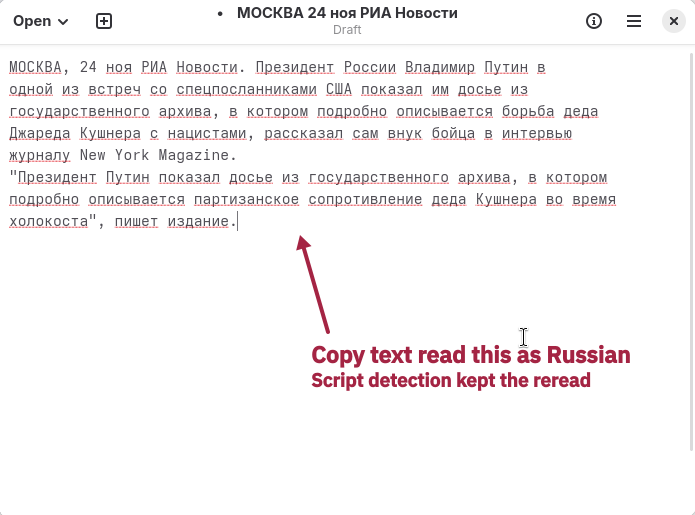 Open
• МОСКВА 24 ноя РИА Новости
Draft
МОСКВА, 24 ноя РИА Новости. Президент России Владимир Путин в
одной из встреч со спецпосланниками США показал им досье из
государственного архива, в котором подробно описывается борьба деда
Джареда Кушнера с нацистами, рассказал сам внук бойца в интервью
журналу New York Magazine.
"Президент Путин показал досье из государственного архива, в котором
подробно описывается партизанское сопротивление деда Кушнера во время
холокоста", пишет издание.
Copy text read this as Russian
Script detection kept the reread